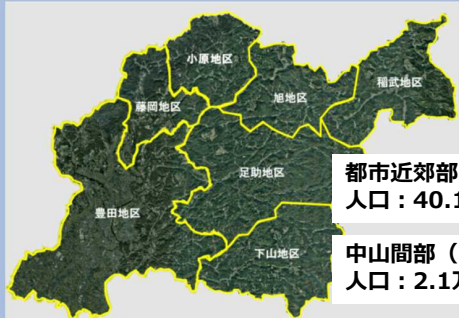 小原地区
稲武地区
旭地区
藤岡地区
足助地区
都市近郊部
人口：40.1
豊田地区
中山間部（
下山地区
人口：2.1万